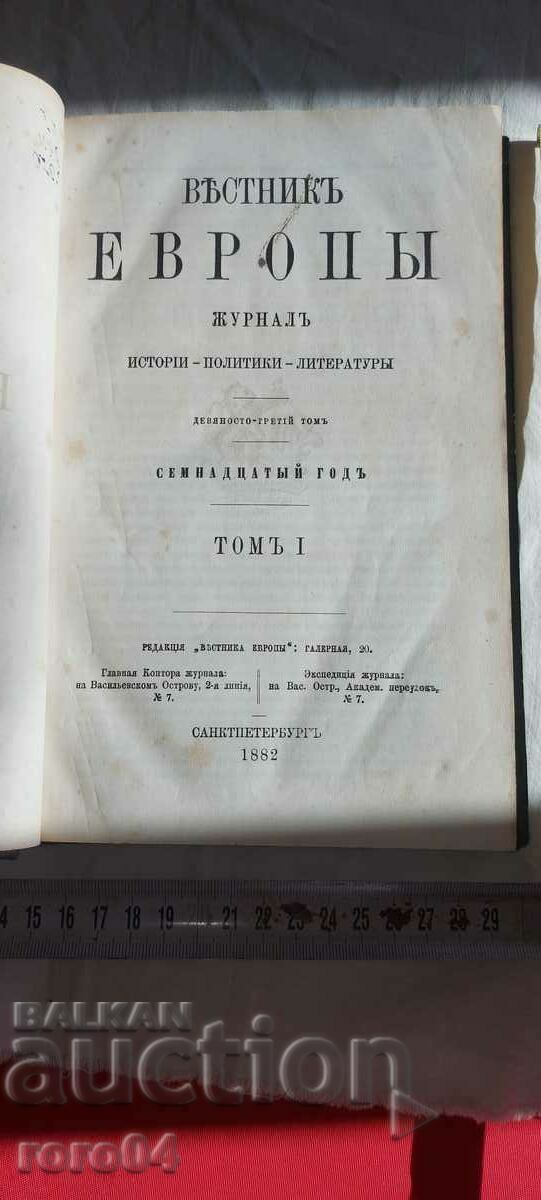 ВѢСТНИКЪ
ЕВРОПЫ
ЖУРНАЛЪ
ИСТОРІИ – ПОЛИТИКИ – ЛИТЕРАТУРЫ
ДЕВЯНОСТО-ТРЕТІЙ ТОМЪ
СЕМНАДЦАТЫЙ ГОДЪ
ТОМЪ I
РЕДАКЦІЯ „ВѢСТНИКА ЕВРОПЫ“: ГАЛЕРНАЯ, 20.
Главная Контора журнала:
на Васильевскомъ Острову, 2-я линія,
№ 7.
Экспедиція журнала:
на Вас. Остр., Академ. переулокъ,
№ 7.
САНКТПЕТЕРБУРГЪ
1882
14 15 16 17 18 19 21 22 23 24 25 26 27 28 29
BALKAN
auction
roro04